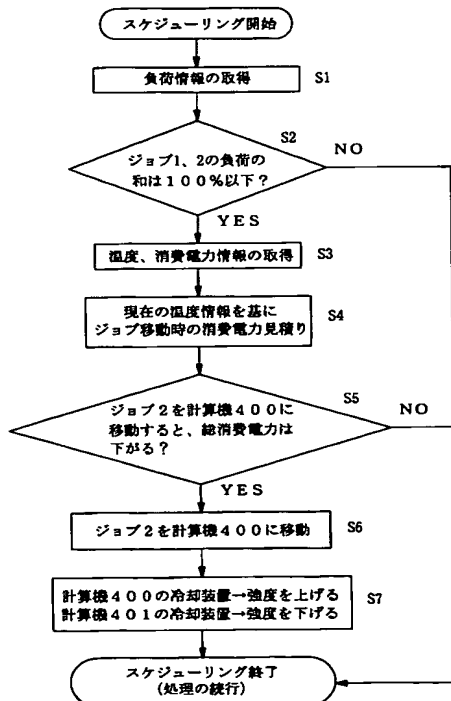 スケジューリング開始
負荷情報の取得
S1
S2
NO
ジョブ1、2の負荷の
和は100%以下?
YES
温度、消費電力情報の取得
S3
現在の温度情報を基に
ジョブ移動時の消費電力見積り
S4
S5
NO
ジョブ2を計算機400に
移動すると、総消費電力は
下がる?
YES
ジョブ2を計算機400に移動
S6
計算機400の冷却装置→強度を上げる
計算機401の冷却装置→強度を下げる
S7
スケジューリング終了
(処理の続行)